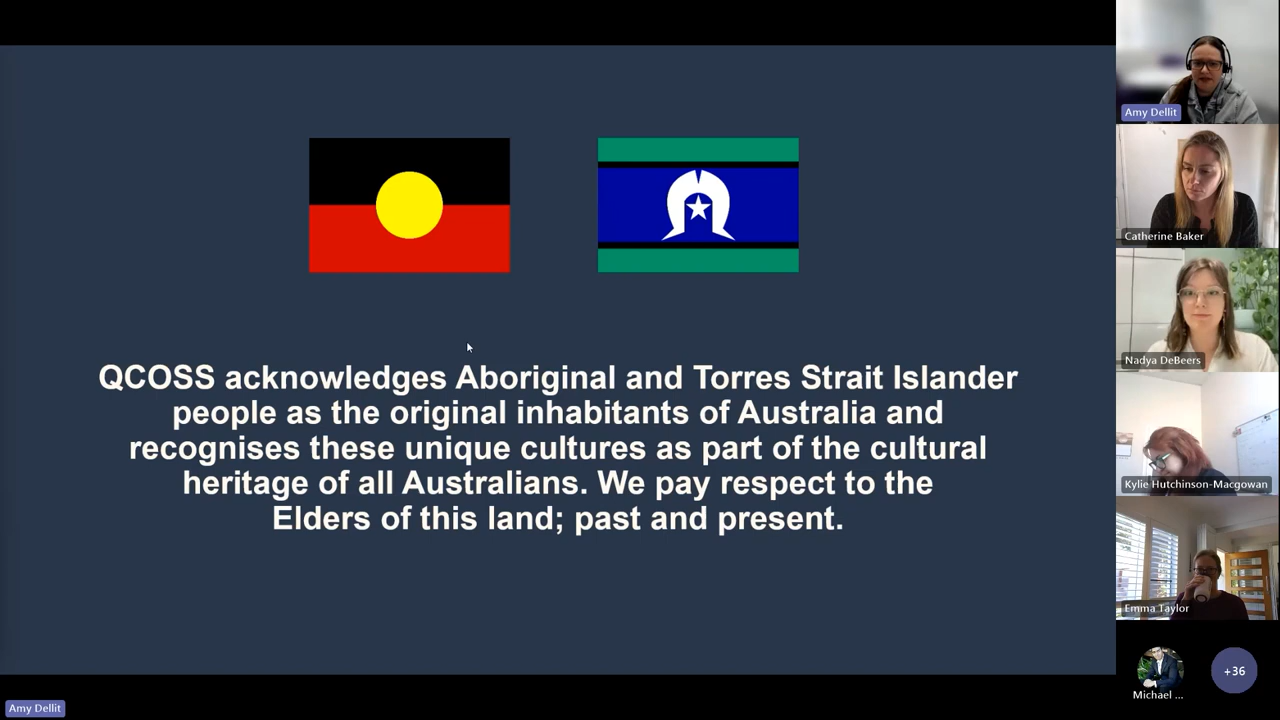 QCOSS acknowledges Aboriginal and Torres Strait Islander
people as the original inhabitants of Australia and
recognises these unique cultures as part of the cultural
heritage of all Australians. We pay respect to the
Elders of this land; past and present.
Amy Dellit
Amy Dellit
Catherine Baker
Nadya DeBeers
Kylie Hutchinson-Macgowan
Emma Taylor
Michael ...
+36